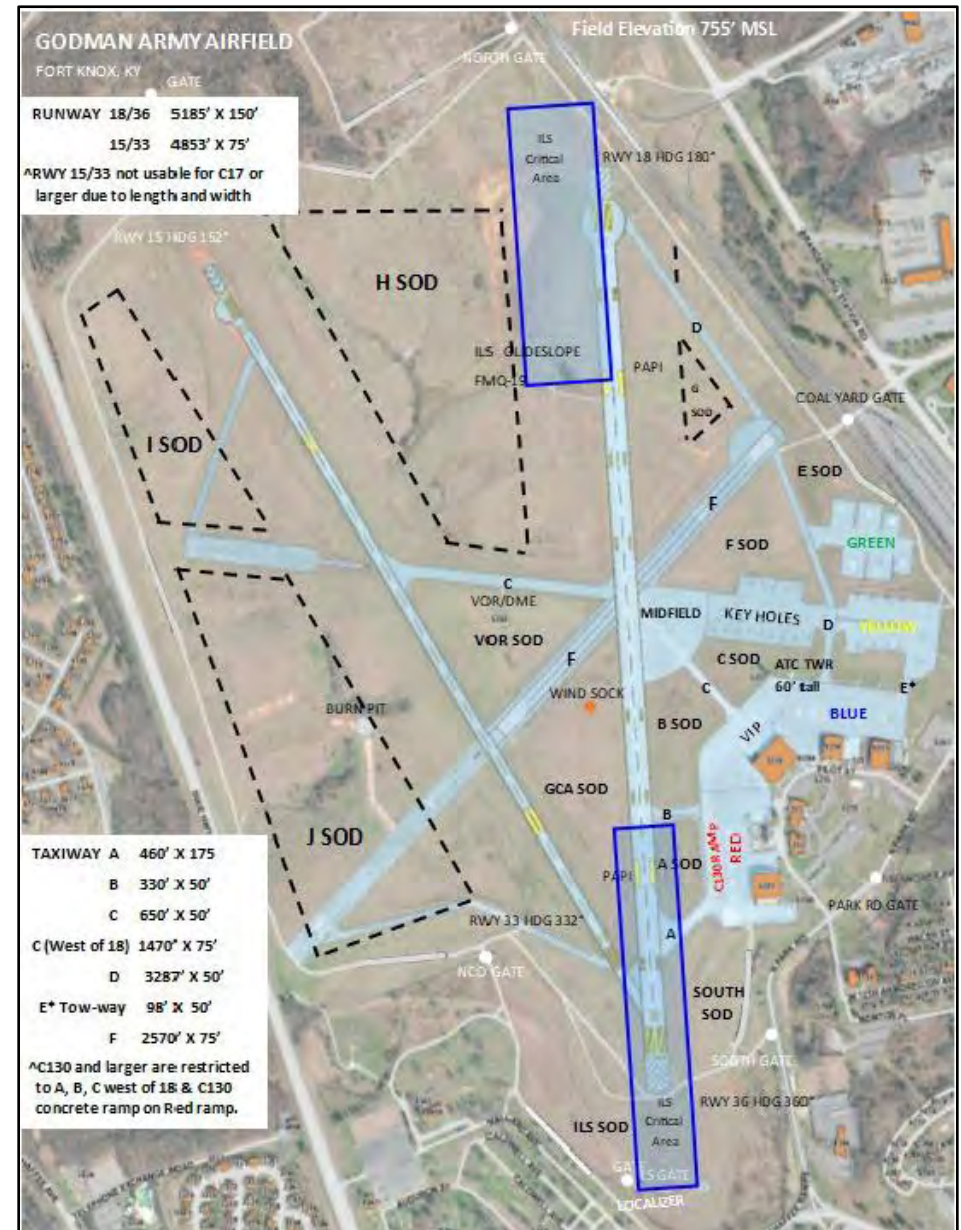 GODMAN ARMY AIRFIELD
FORT KNOX, KY
Field Elevation 755' MSL
NORTH GATE
GATE
RUNWAY 18/36 5185' X 150'
15/33 4853' X 75'
^RWY 15/33 not usable for C17 or
larger due to length and width
ILS
Critical
Area
RWY 18 HDG 180°
RWY 15 HDG 152°
H SOD
D
ILS GLIDESLOPE
FMQ-19
PAPI
G
SOD
COAL YARD GATE
I SOD
E SOD
F
F SOD
GREEN
C
VOR/DME
VOR SOD
MIDFIELD
KEY HOLES
D
YELLOW
F
C SOD
ATC TWR
60' tall
C
E*
WIND SOCK
BURN PIT
B SOD
VIP
BLUE
GCA SOD
B
J SOD
C130 RAMP
RED
A SOD
PAPI
PARK RD GATE
RWY 33 HDG 332°
A
NCO GATE
SOUTH
SOD
SOUTH GATE
TAXIWAY A 460' X 175
B 330' X 50'
C 650' X 50'
C (West of 18) 1470" X 75'
D 3287' X 50'
E* Tow-way 98' X 50'
F 2570' X 75'
^C130 and larger are restricted
to A, B, C west of 18 & C130
concrete ramp on Red ramp.
RWY 36 HDG 360°
ILS SOD
ILS
Critical
Area
LOCALIZER